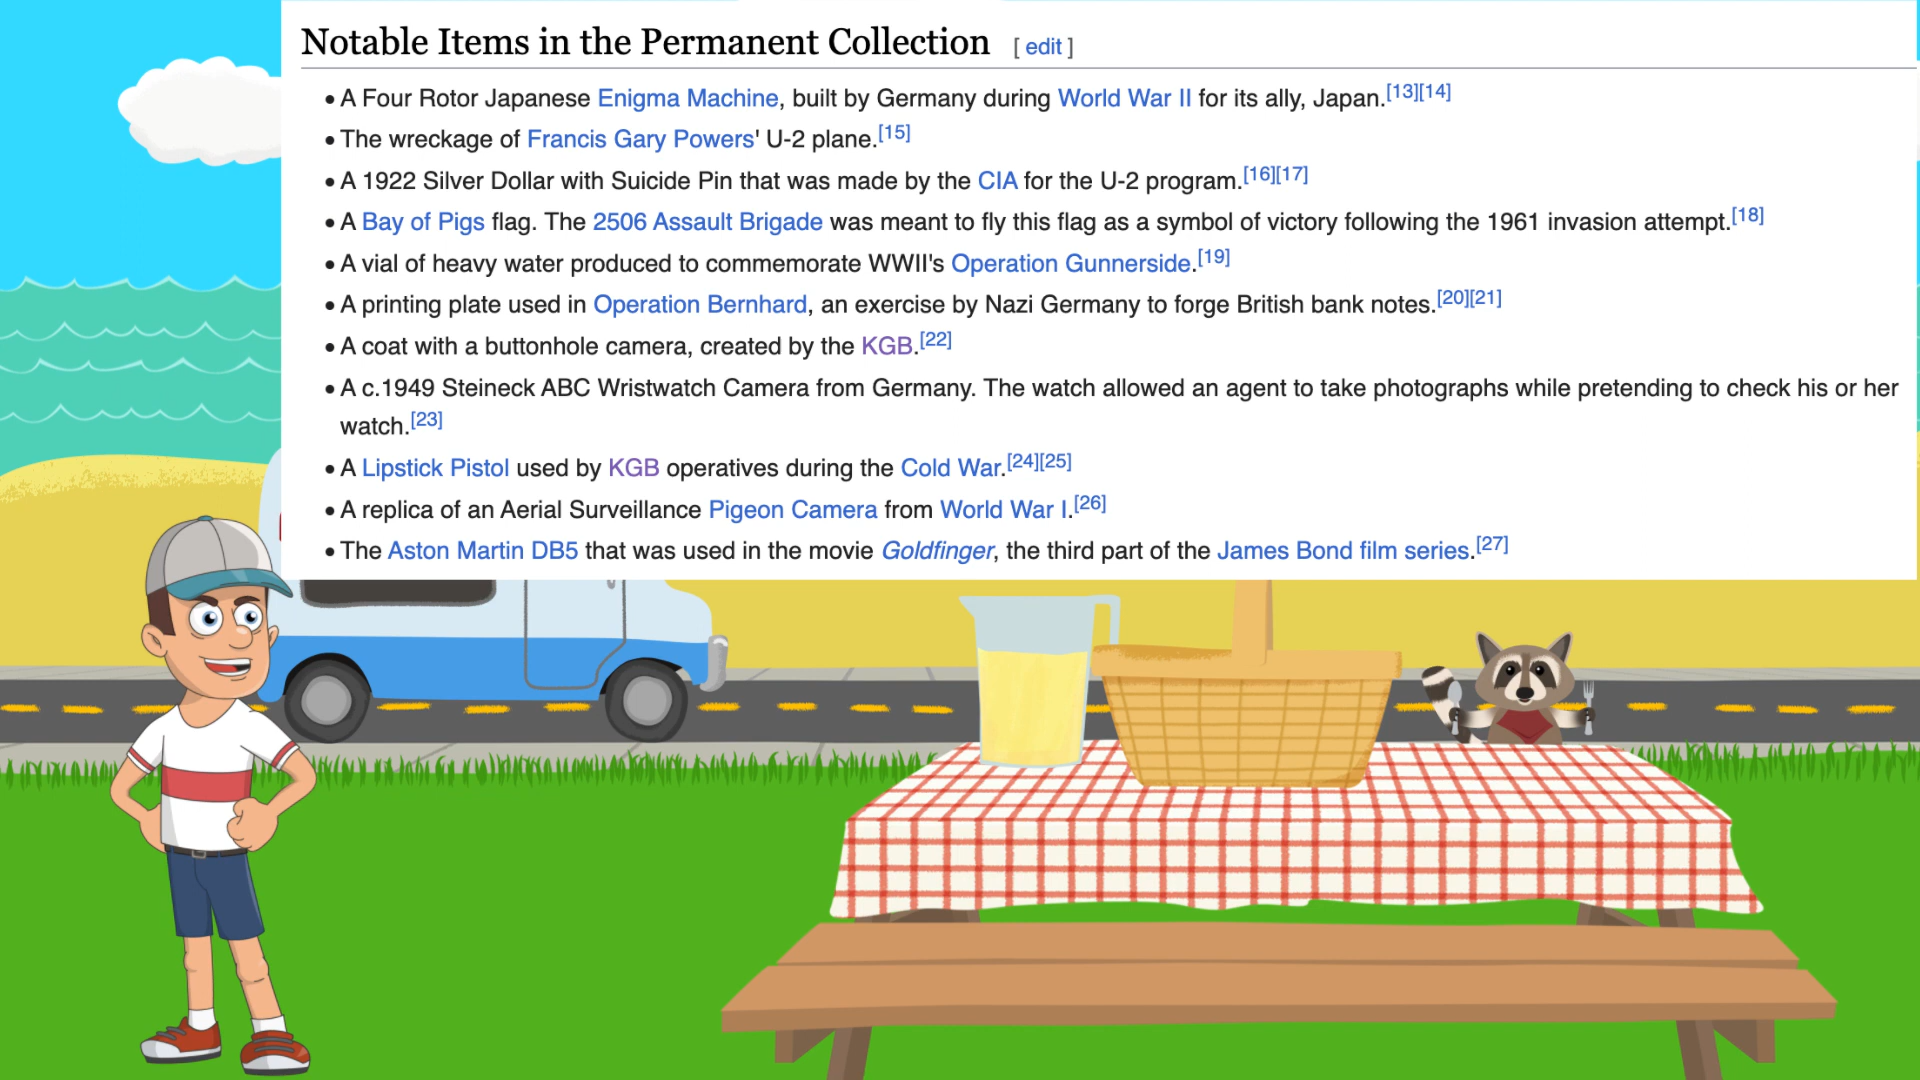 Notable Items in the Permanent Collection [ edit ]
• A Four Rotor Japanese Enigma Machine, built by Germany during World War II for its ally, Japan.[13][14]
• The wreckage of Francis Gary Powers' U-2 plane.[15]
• A 1922 Silver Dollar with Suicide Pin that was made by the CIA for the U-2 program.[16][17]
• A Bay of Pigs flag. The 2506 Assault Brigade was meant to fly this flag as a symbol of victory following the 1961 invasion attempt.[18]
• A vial of heavy water produced to commemorate WWII's Operation Gunnerside.[19]
• A printing plate used in Operation Bernhard, an exercise by Nazi Germany to forge British bank notes.[20][21]
• A coat with a buttonhole camera, created by the KGB.[22]
• A c.1949 Steineck ABC Wristwatch Camera from Germany. The watch allowed an agent to take photographs while pretending to check his or her
watch.[23]
• A Lipstick Pistol used by KGB operatives during the Cold War.[24][25]
• A replica of an Aerial Surveillance Pigeon Camera from World War I.[26]
• The Aston Martin DB5 that was used in the movie Goldfinger, the third part of the James Bond film series.[27]